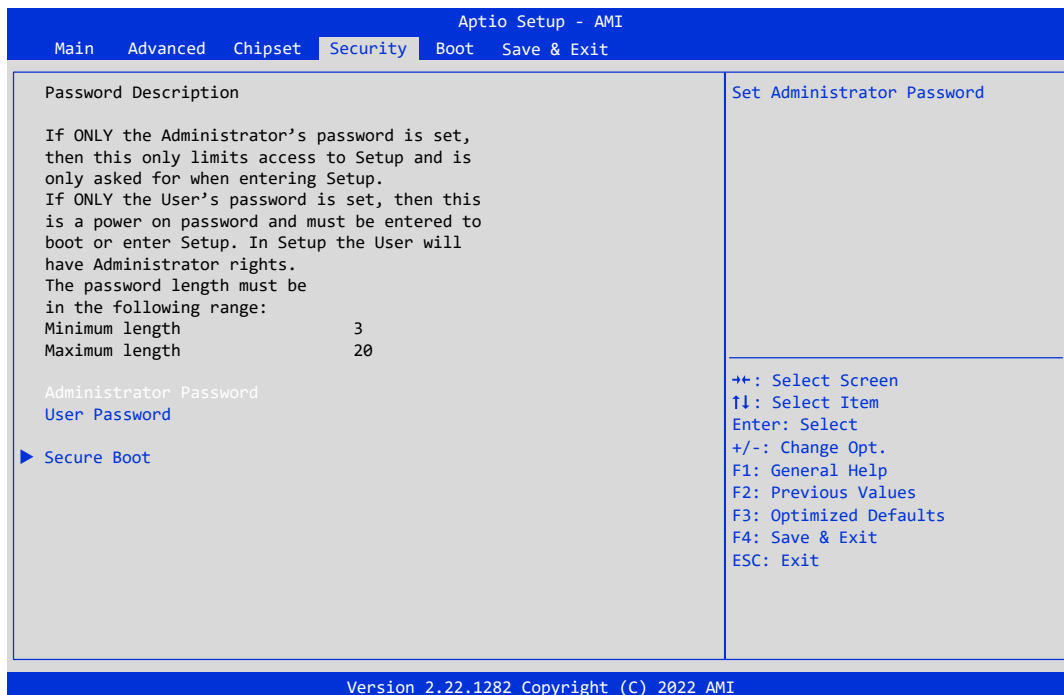 Aptio Setup - AMI
Main Advanced Chipset Security Boot Save & Exit
Password Description
If ONLY the Administrator’s password is set,
then this only limits access to Setup and is
only asked for when entering Setup.
If ONLY the User’s password is set, then this
is a power on password and must be entered to
boot or enter Setup. In Setup the User will
have Administrator rights.
The password length must be
in the following range:
Minimum length 3
Maximum length 20
Administrator Password
User Password
▶ Secure Boot
Set Administrator Password
→←: Select Screen
↑↓: Select Item
Enter: Select
+/-: Change Opt.
F1: General Help
F2: Previous Values
F3: Optimized Defaults
F4: Save & Exit
ESC: Exit
Version 2.22.1282 Copyright (C) 2022 AMI